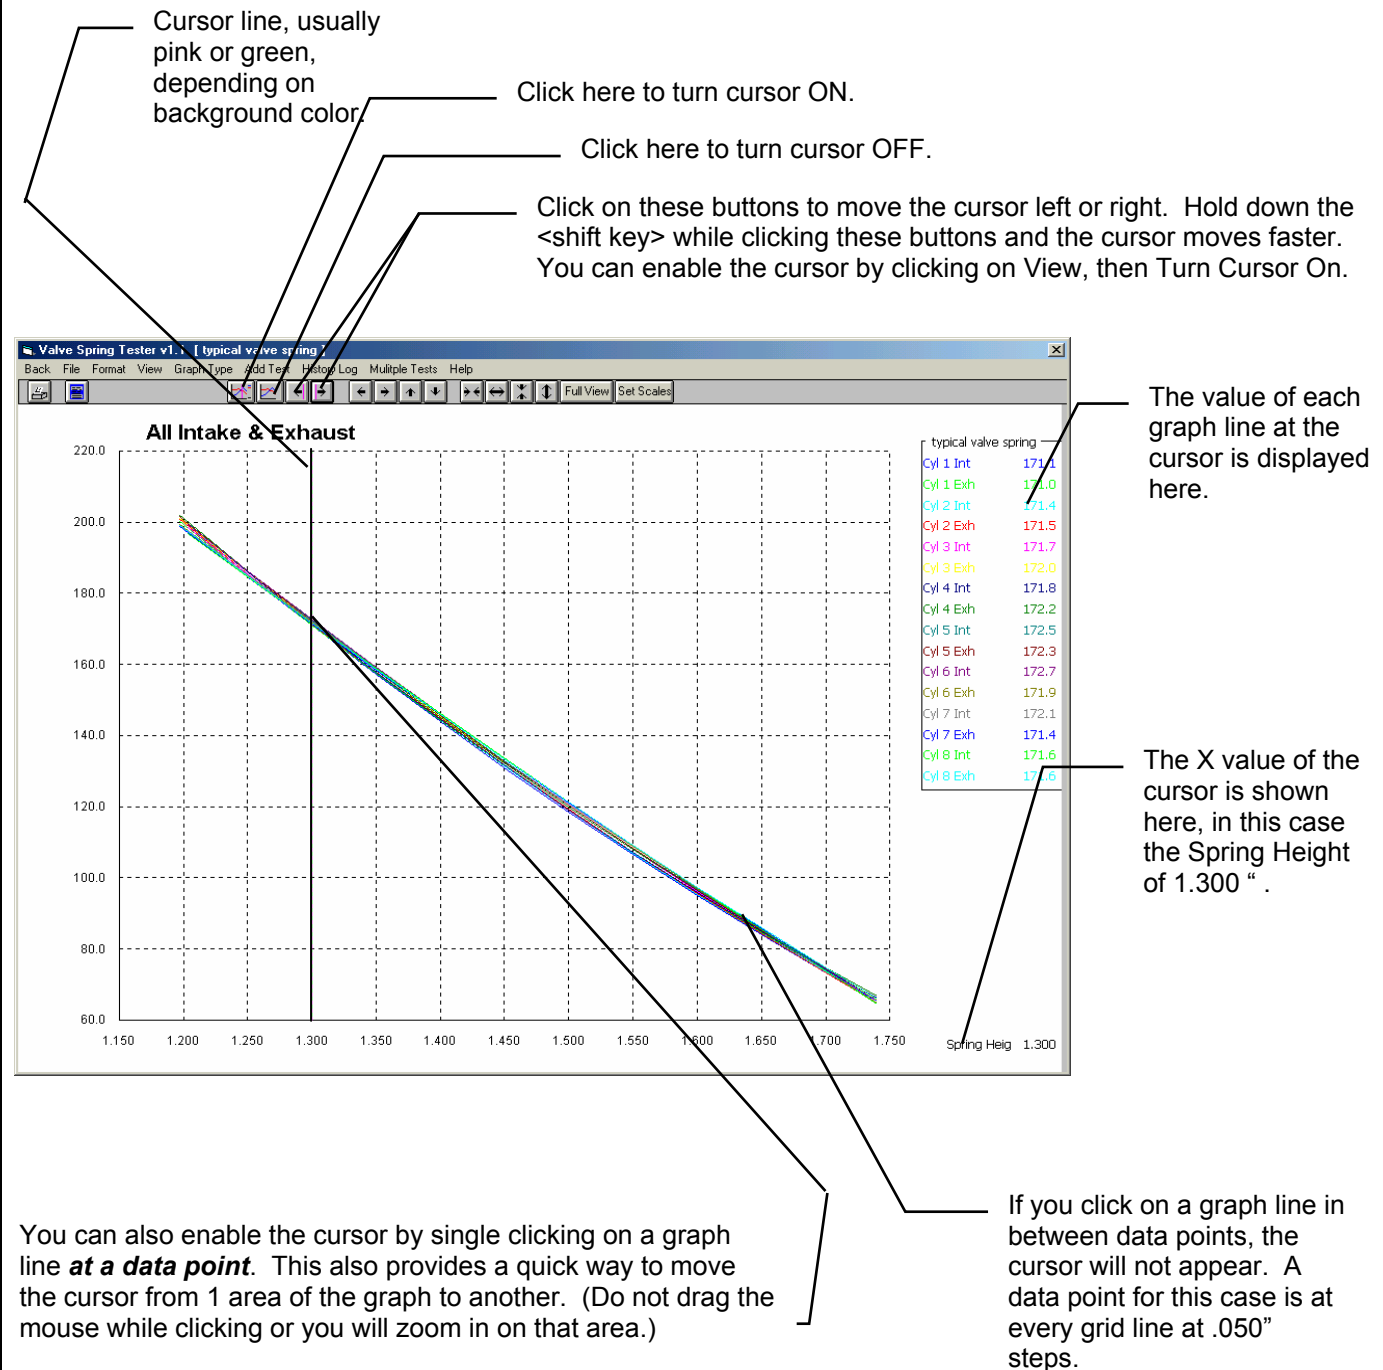 Cursor line, usually
pink or green,
depending on
background color.
Click here to turn cursor ON.
Click here to turn cursor OFF.
Click on these buttons to move the cursor left or right.  Hold down the
<shift key> while clicking these buttons and the cursor moves faster.
You can enable the cursor by clicking on View, then Turn Cursor On.
Valve Spring Tester v1.1 [ typical valve spring ]
Back File Format View Graph Type Add Test History Log Mulitple Tests Help
Full View Set Scales
All Intake & Exhaust
220.0
200.0
180.0
160.0
140.0
120.0
100.0
80.0
60.0
1.150 1.200 1.250 1.300 1.350 1.400 1.450 1.500 1.550 1.600 1.650 1.700 1.750
typical valve spring
Cyl 1 Int 171.1
Cyl 1 Exh 171.0
Cyl 2 Int 171.4
Cyl 2 Exh 171.5
Cyl 3 Int 171.7
Cyl 3 Exh 172.0
Cyl 4 Int 171.8
Cyl 4 Exh 172.2
Cyl 5 Int 172.5
Cyl 5 Exh 172.3
Cyl 6 Int 172.7
Cyl 6 Exh 171.9
Cyl 7 Int 172.1
Cyl 7 Exh 171.4
Cyl 8 Int 171.6
Cyl 8 Exh 171.6
Spring Heig 1.300
The value of each
graph line at the
cursor is displayed
here.
The X value of the
cursor is shown
here, in this case
the Spring Height
of 1.300 “ .
You can also enable the cursor by single clicking on a graph
line at a data point.  This also provides a quick way to move
the cursor from 1 area of the graph to another.  (Do not drag the
mouse while clicking or you will zoom in on that area.)
If you click on a graph line in
between data points, the
cursor will not appear.  A
data point for this case is at
every grid line at .050”
steps.